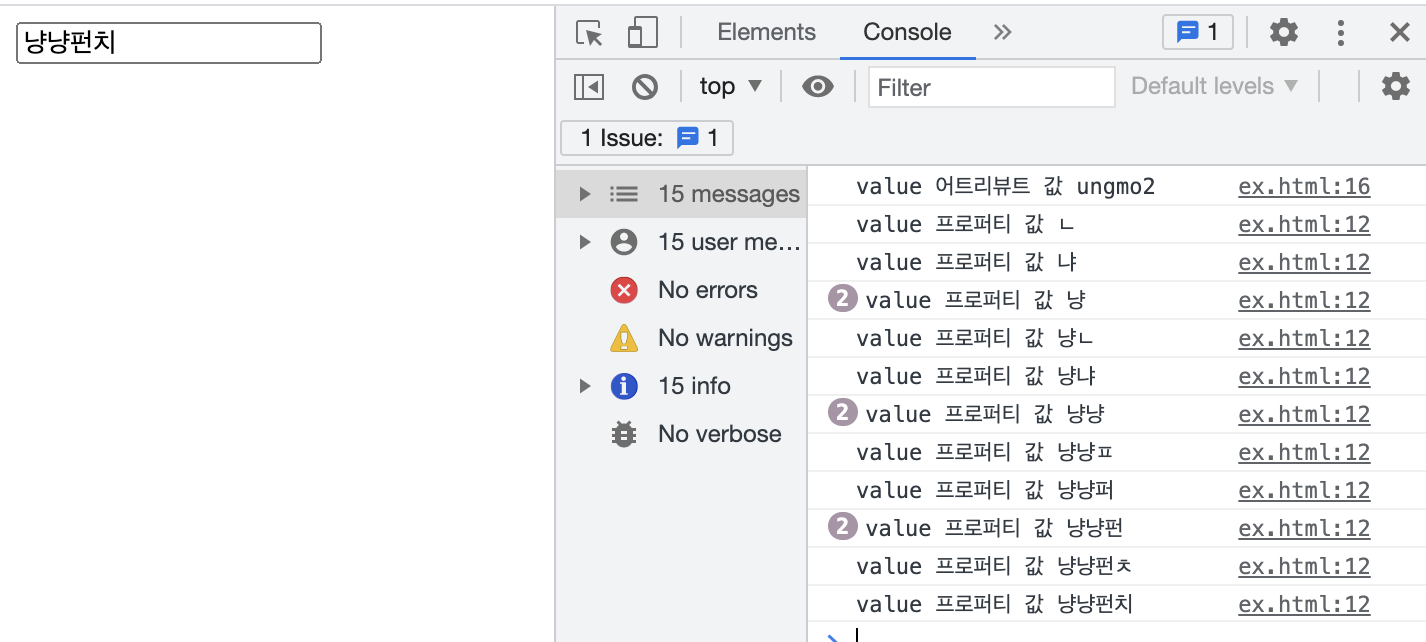 냥냥펀치
Elements Console 1
top Filter Default levels
1 Issue: 1
15 messages
15 user me...
No errors
No warnings
15 info
No verbose
value 어트리뷰트 값 ungmo2 ex.html:16
value 프로퍼티 값 ㄴ ex.html:12
value 프로퍼티 값 냐 ex.html:12
2 value 프로퍼티 값 냥 ex.html:12
value 프로퍼티 값 냥ㄴ ex.html:12
value 프로퍼티 값 냥냐 ex.html:12
2 value 프로퍼티 값 냥냥 ex.html:12
value 프로퍼티 값 냥냥ㅍ ex.html:12
value 프로퍼티 값 냥냥퍼 ex.html:12
2 value 프로퍼티 값 냥냥펀 ex.html:12
value 프로퍼티 값 냥냥펀ㅊ ex.html:12
value 프로퍼티 값 냥냥펀치 ex.html:12